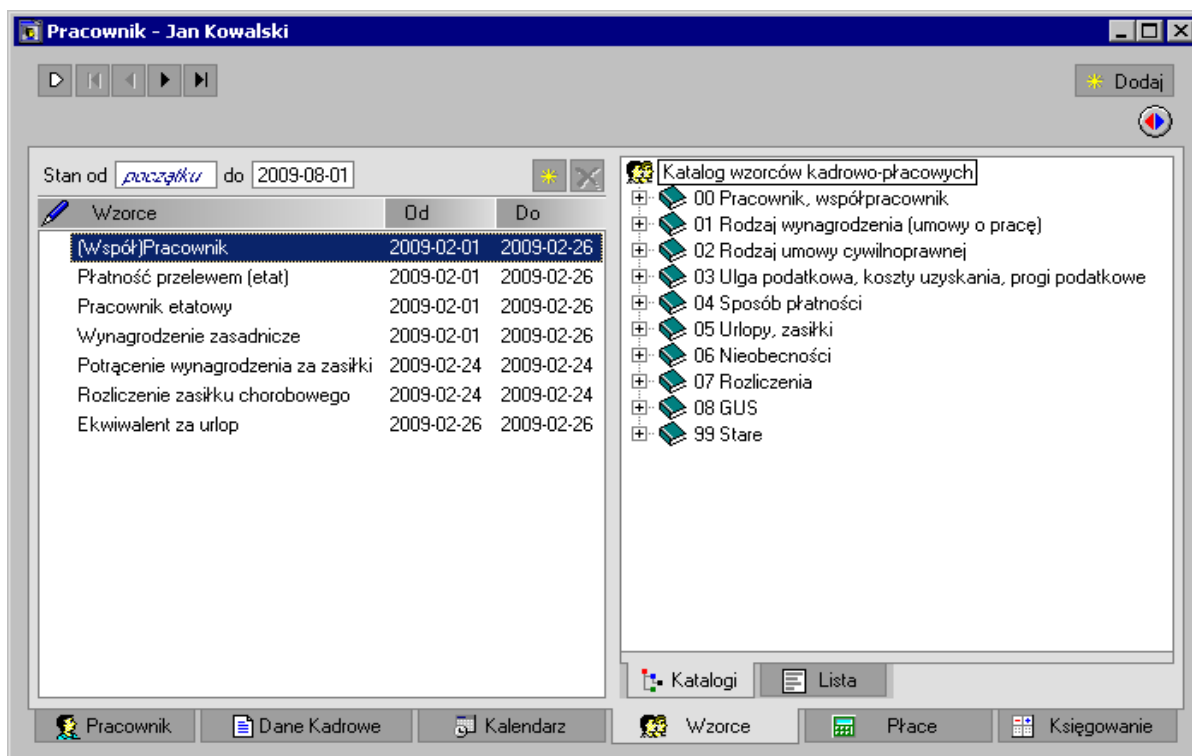 Pracownik - Jan Kowalski
Dodaj
Stan od początku do 2009-08-01
Wzorce Od Do
(Współ)Pracownik 2009-02-01 2009-02-26
Płatność przelewem (etat) 2009-02-01 2009-02-26
Pracownik etatowy 2009-02-01 2009-02-26
Wynagrodzenie zasadnicze 2009-02-01 2009-02-26
Potrącenie wynagrodzenia za zasiłki 2009-02-24 2009-02-24
Rozliczenie zasiłku chorobowego 2009-02-24 2009-02-24
Ekwiwalent za urlop 2009-02-26 2009-02-26
Katalog wzorców kadrowo-płacowych
00 Pracownik, współpracownik
01 Rodzaj wynagrodzenia (umowy o pracę)
02 Rodzaj umowy cywilnoprawnej
03 Ulga podatkowa, koszty uzyskania, progi podatkowe
04 Sposób płatności
05 Urlopy, zasiłki
06 Nieobecności
07 Rozliczenia
08 GUS
99 Stare
Katalogi Lista
Pracownik Dane Kadrowe Kalendarz Wzorce Płace Księgowanie